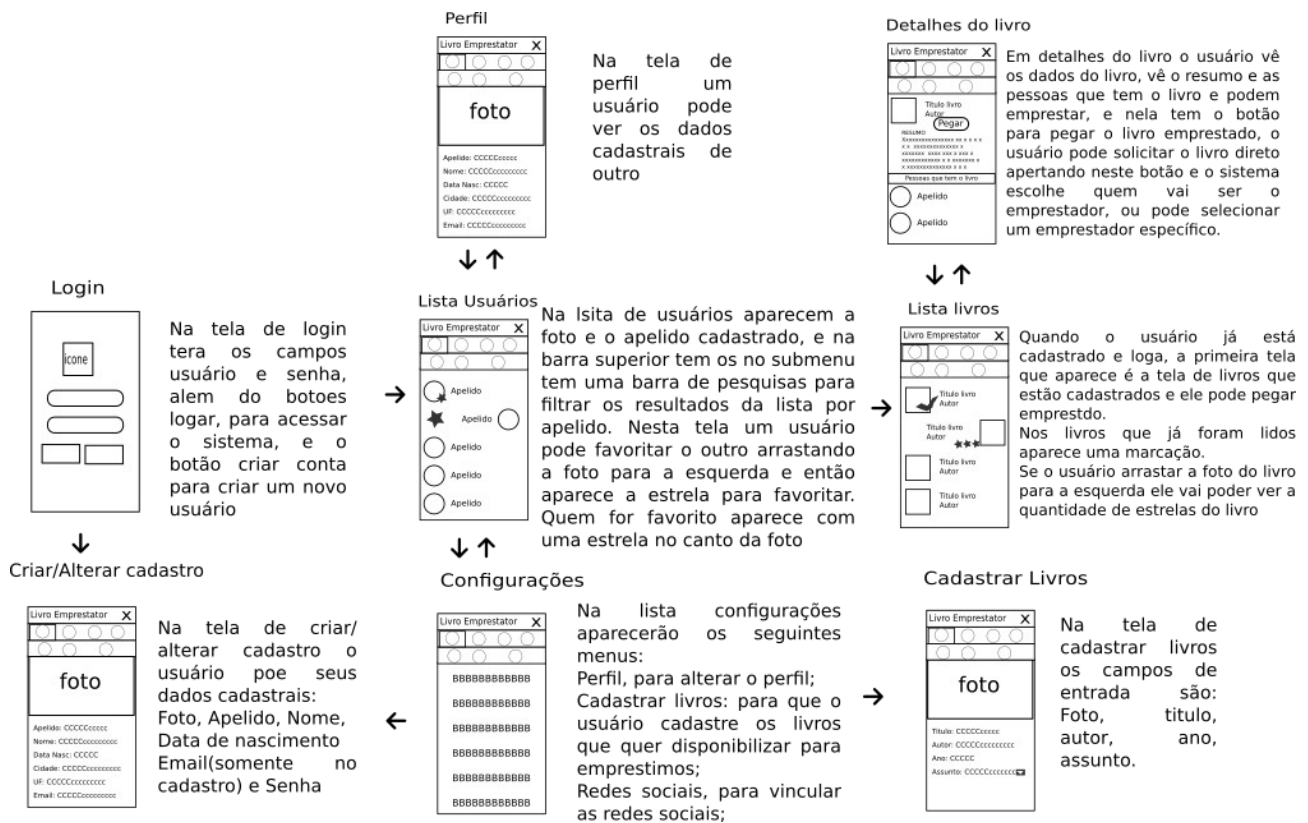 Perfil
Livro Emprestator X
foto
Apelido: CCCCCccccc
Nome: CCCCCccccccccc
Data Nasc: CCCCC
Cidade: CCCCCccccccccc
UF: CCCCCccccccccc
Email: CCCCCccccccccc
Na tela de
perfil um
usuário pode
ver os dados
cadastrais de
outro
Detalhes do livro
Livro Emprestator X
Titulo livro
Autor
Pegar
RESUMO
Pessoas que tem o livro
Apelido
Apelido
Em detalhes do livro o usuário vê
os dados do livro, vê o resumo e as
pessoas que tem o livro e podem
emprestar, e nela tem o botão
para pegar o livro emprestado, o
usuário pode solicitar o livro direto
apertando neste botão e o sistema
escolhe quem vai ser o
emprestador, ou pode selecionar
um emprestador específico.
Login
icone
Na tela de login
tera os campos
usuário e senha,
alem do botoes
logar, para acessar
o sistema, e o
botão criar conta
para criar um novo
usuário
Lista Usuários
Livro Emprestator X
Apelido
Apelido
Apelido
Apelido
Apelido
Na lsita de usuários aparecem a
foto e o apelido cadastrado, e na
barra superior tem os no submenu
tem uma barra de pesquisas para
filtrar os resultados da lista por
apelido. Nesta tela um usuário
pode favoritar o outro arrastando
a foto para a esquerda e então
aparece a estrela para favoritar.
Quem for favorito aparece com
uma estrela no canto da foto
Lista livros
Livro Emprestator X
Titulo livro
Autor
Titulo livro
Autor
Titulo livro
Autor
Titulo livro
Autor
Quando o usuário já está
cadastrado e loga, a primeira tela
que aparece é a tela de livros que
estão cadastrados e ele pode pegar
emprestdo.
Nos livros que já foram lidos
aparece uma marcação.
Se o usuário arrastar a foto do livro
para a esquerda ele vai poder ver a
quantidade de estrelas do livro
Criar/Alterar cadastro
Livro Emprestator X
foto
Apelido: CCCCCccccc
Nome: CCCCCccccccccc
Data Nasc: CCCCC
Cidade: CCCCCccccccccc
UF: CCCCCccccccccc
Email: CCCCCccccccccc
Na tela de criar/
alterar cadastro o
usuário poe seus
dados cadastrais:
Foto, Apelido, Nome,
Data de nascimento
Email(somente no
cadastro) e Senha
Configurações
Livro Emprestator X
BBBBBBBBBBBB
BBBBBBBBBBBB
BBBBBBBBBBBB
BBBBBBBBBBBB
BBBBBBBBBBBB
BBBBBBBBBBBB
Na lista configurações
aparecerão os seguintes
menus:
Perfil, para alterar o perfil;
Cadastrar livros: para que o
usuário cadastre os livros
que quer disponibilizar para
emprestimos;
Redes sociais, para vincular
as redes sociais;
Cadastrar Livros
Livro Emprestator X
foto
Titulo: CCCCCccccc
Autor: CCCCCccccccccc
Ano: CCCCC
Assunto: CCCCCccccccc
Na tela de
cadastrar livros
os campos de
entrada são:
Foto, titulo,
autor, ano,
assunto.